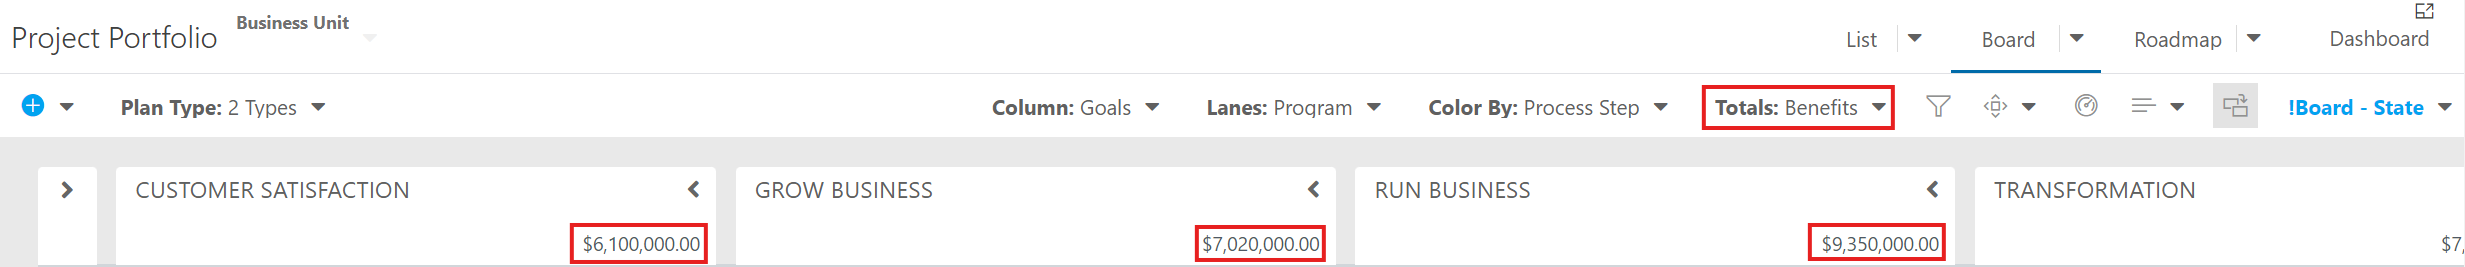 Project Portfolio
Business Unit
List
Board
Roadmap
Dashboard
Plan Type: 2 Types
Column: Goals
Lanes: Program
Color By: Process Step
Totals: Benefits
!Board - State
CUSTOMER SATISFACTION
$6,100,000.00
GROW BUSINESS
$7,020,000.00
RUN BUSINESS
$9,350,000.00
TRANSFORMATION
$7,